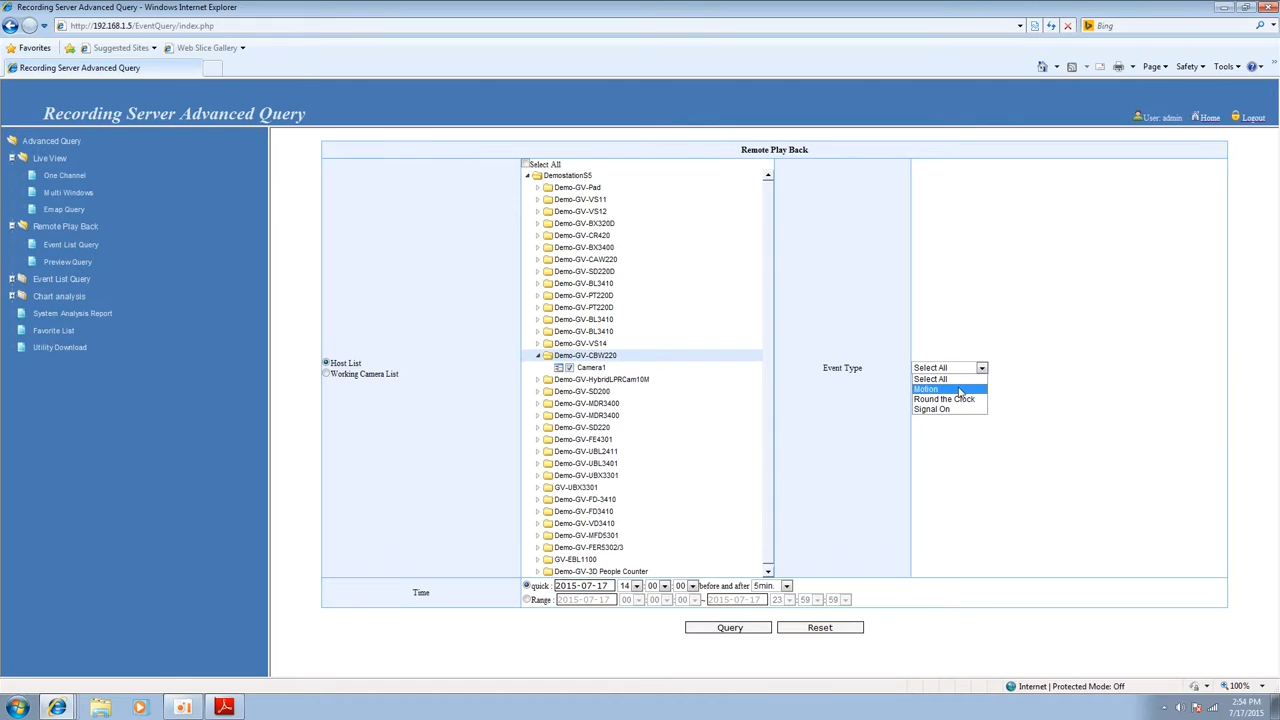 Recording Server Advanced Query - Windows Internet Explorer
http://192.168.1.5/EventQuery/index.php
Bing
Favorites
Suggested Sites
Web Slice Gallery
Recording Server Advanced Query
Page
Safety
Tools
Recording Server Advanced Query
User: admin
Home
Logout
Advanced Query
Live View
One Channel
Multi Windows
Emap Query
Remote Play Back
Event List Query
Preview Query
Event List Query
Chart analysis
System Analysis Report
Favorite List
Utility Download
Remote Play Back
Host List
Working Camera List
Select All
DemostationS5
Demo-GV-Pad
Demo-GV-VS11
Demo-GV-VS12
Demo-GV-BX320D
Demo-GV-CR420
Demo-GV-BX3400
Demo-GV-CAW220
Demo-GV-SD220D
Demo-GV-BL3410
Demo-GV-PT220D
Demo-GV-PT220D
Demo-GV-BL3410
Demo-GV-BL3410
Demo-GV-VS14
Demo-GV-CBW220
Camera1
Demo-GV-HybridLPRCam10M
Demo-GV-SD200
Demo-GV-MDR3400
Demo-GV-MDR3400
Demo-GV-SD220
Demo-GV-FE4301
Demo-GV-UBL2411
Demo-GV-UBL3401
Demo-GV-UBX3301
GV-UBX3301
Demo-GV-FD-3410
Demo-GV-FD3410
Demo-GV-VD3410
Demo-GV-MFD5301
Demo-GV-FER5302/3
GV-EBL1100
Demo-GV-3D People Counter
Event Type
Select All
Select All
Motion
Round the Clock
Signal On
Time
quick : 2015-07-17 14 : 00 : 00 before and after 5min.
Range : 2015-07-17 00 : 00 : 00 ~ 2015-07-17 23 : 59 : 59
Query
Reset
Internet | Protected Mode: Off
100%
2:54 PM
7/17/2015